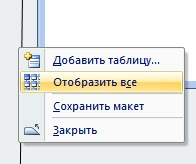 Добавить таблицу...
Отобразить все
Сохранить макет
Закрыть